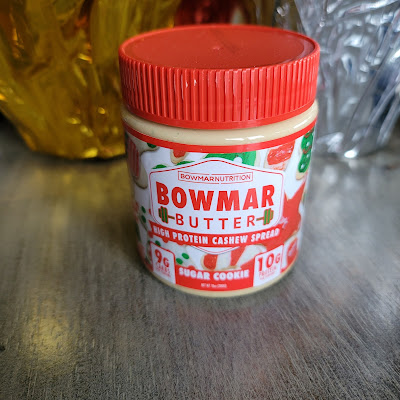 BOWMARNUTRITION
BOWMAR
BUTTER
HIGH PROTEIN CASHEW SPREAD
9G
10G
SUGAR COOKIE